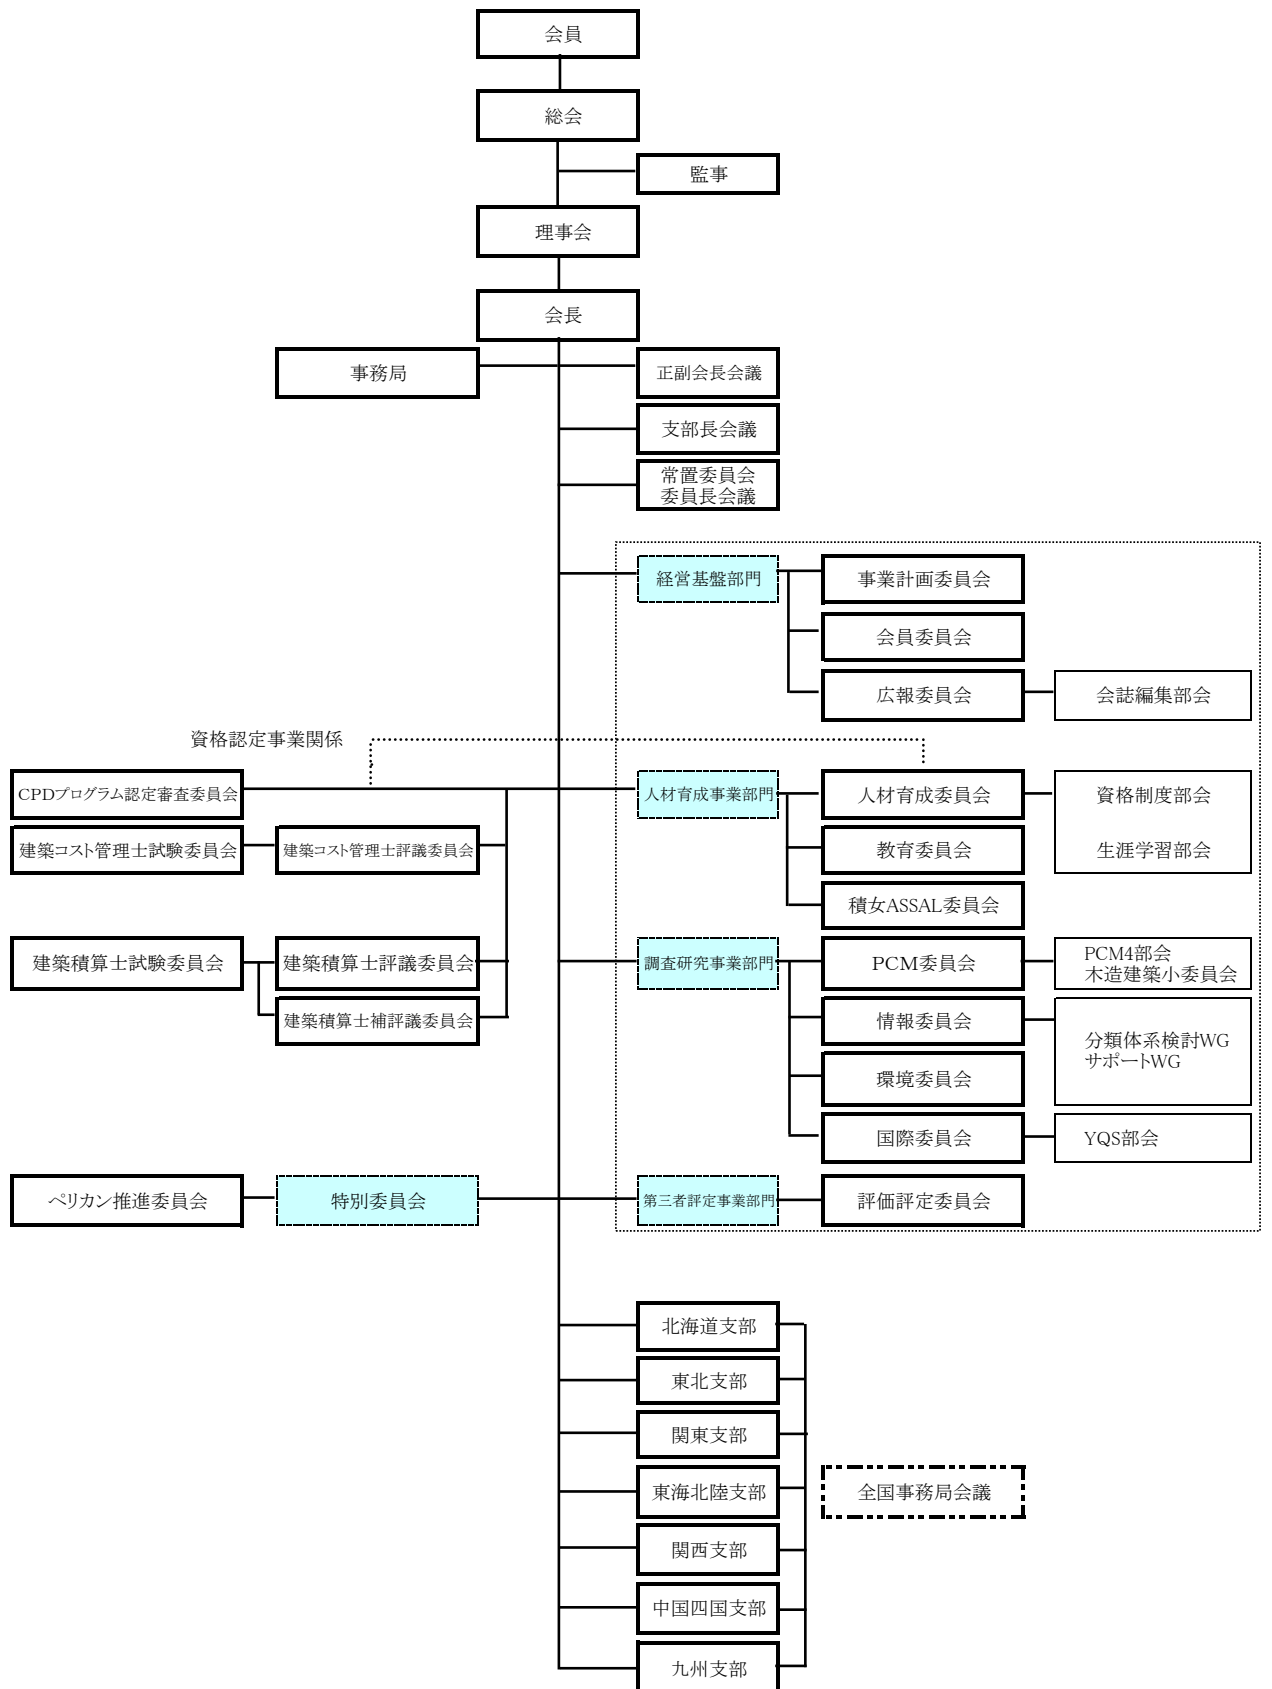 会員
総会
監事
理事会
会長
事務局
正副会長会議
支部長会議
常置委員会
委員長会議
経営基盤部門
事業計画委員会
会員委員会
広報委員会
会誌編集部会
資格認定事業関係
CPDプログラム認定審査委員会
人材育成事業部門
人材育成委員会
資格制度部会
建築コスト管理士試験委員会
建築コスト管理士評議委員会
教育委員会
生涯学習部会
積女ASSAL委員会
建築積算士試験委員会
建築積算士評議委員会
調査研究事業部門
PCM委員会
PCM4部会
木造建築小委員会
建築積算士補評議委員会
情報委員会
分類体系検討WG
サポートWG
環境委員会
国際委員会
YQS部会
ペリカン推進委員会
特別委員会
第三者評定事業部門
評価評定委員会
北海道支部
東北支部
関東支部
東海北陸支部
全国事務局会議
関西支部
中国四国支部
九州支部